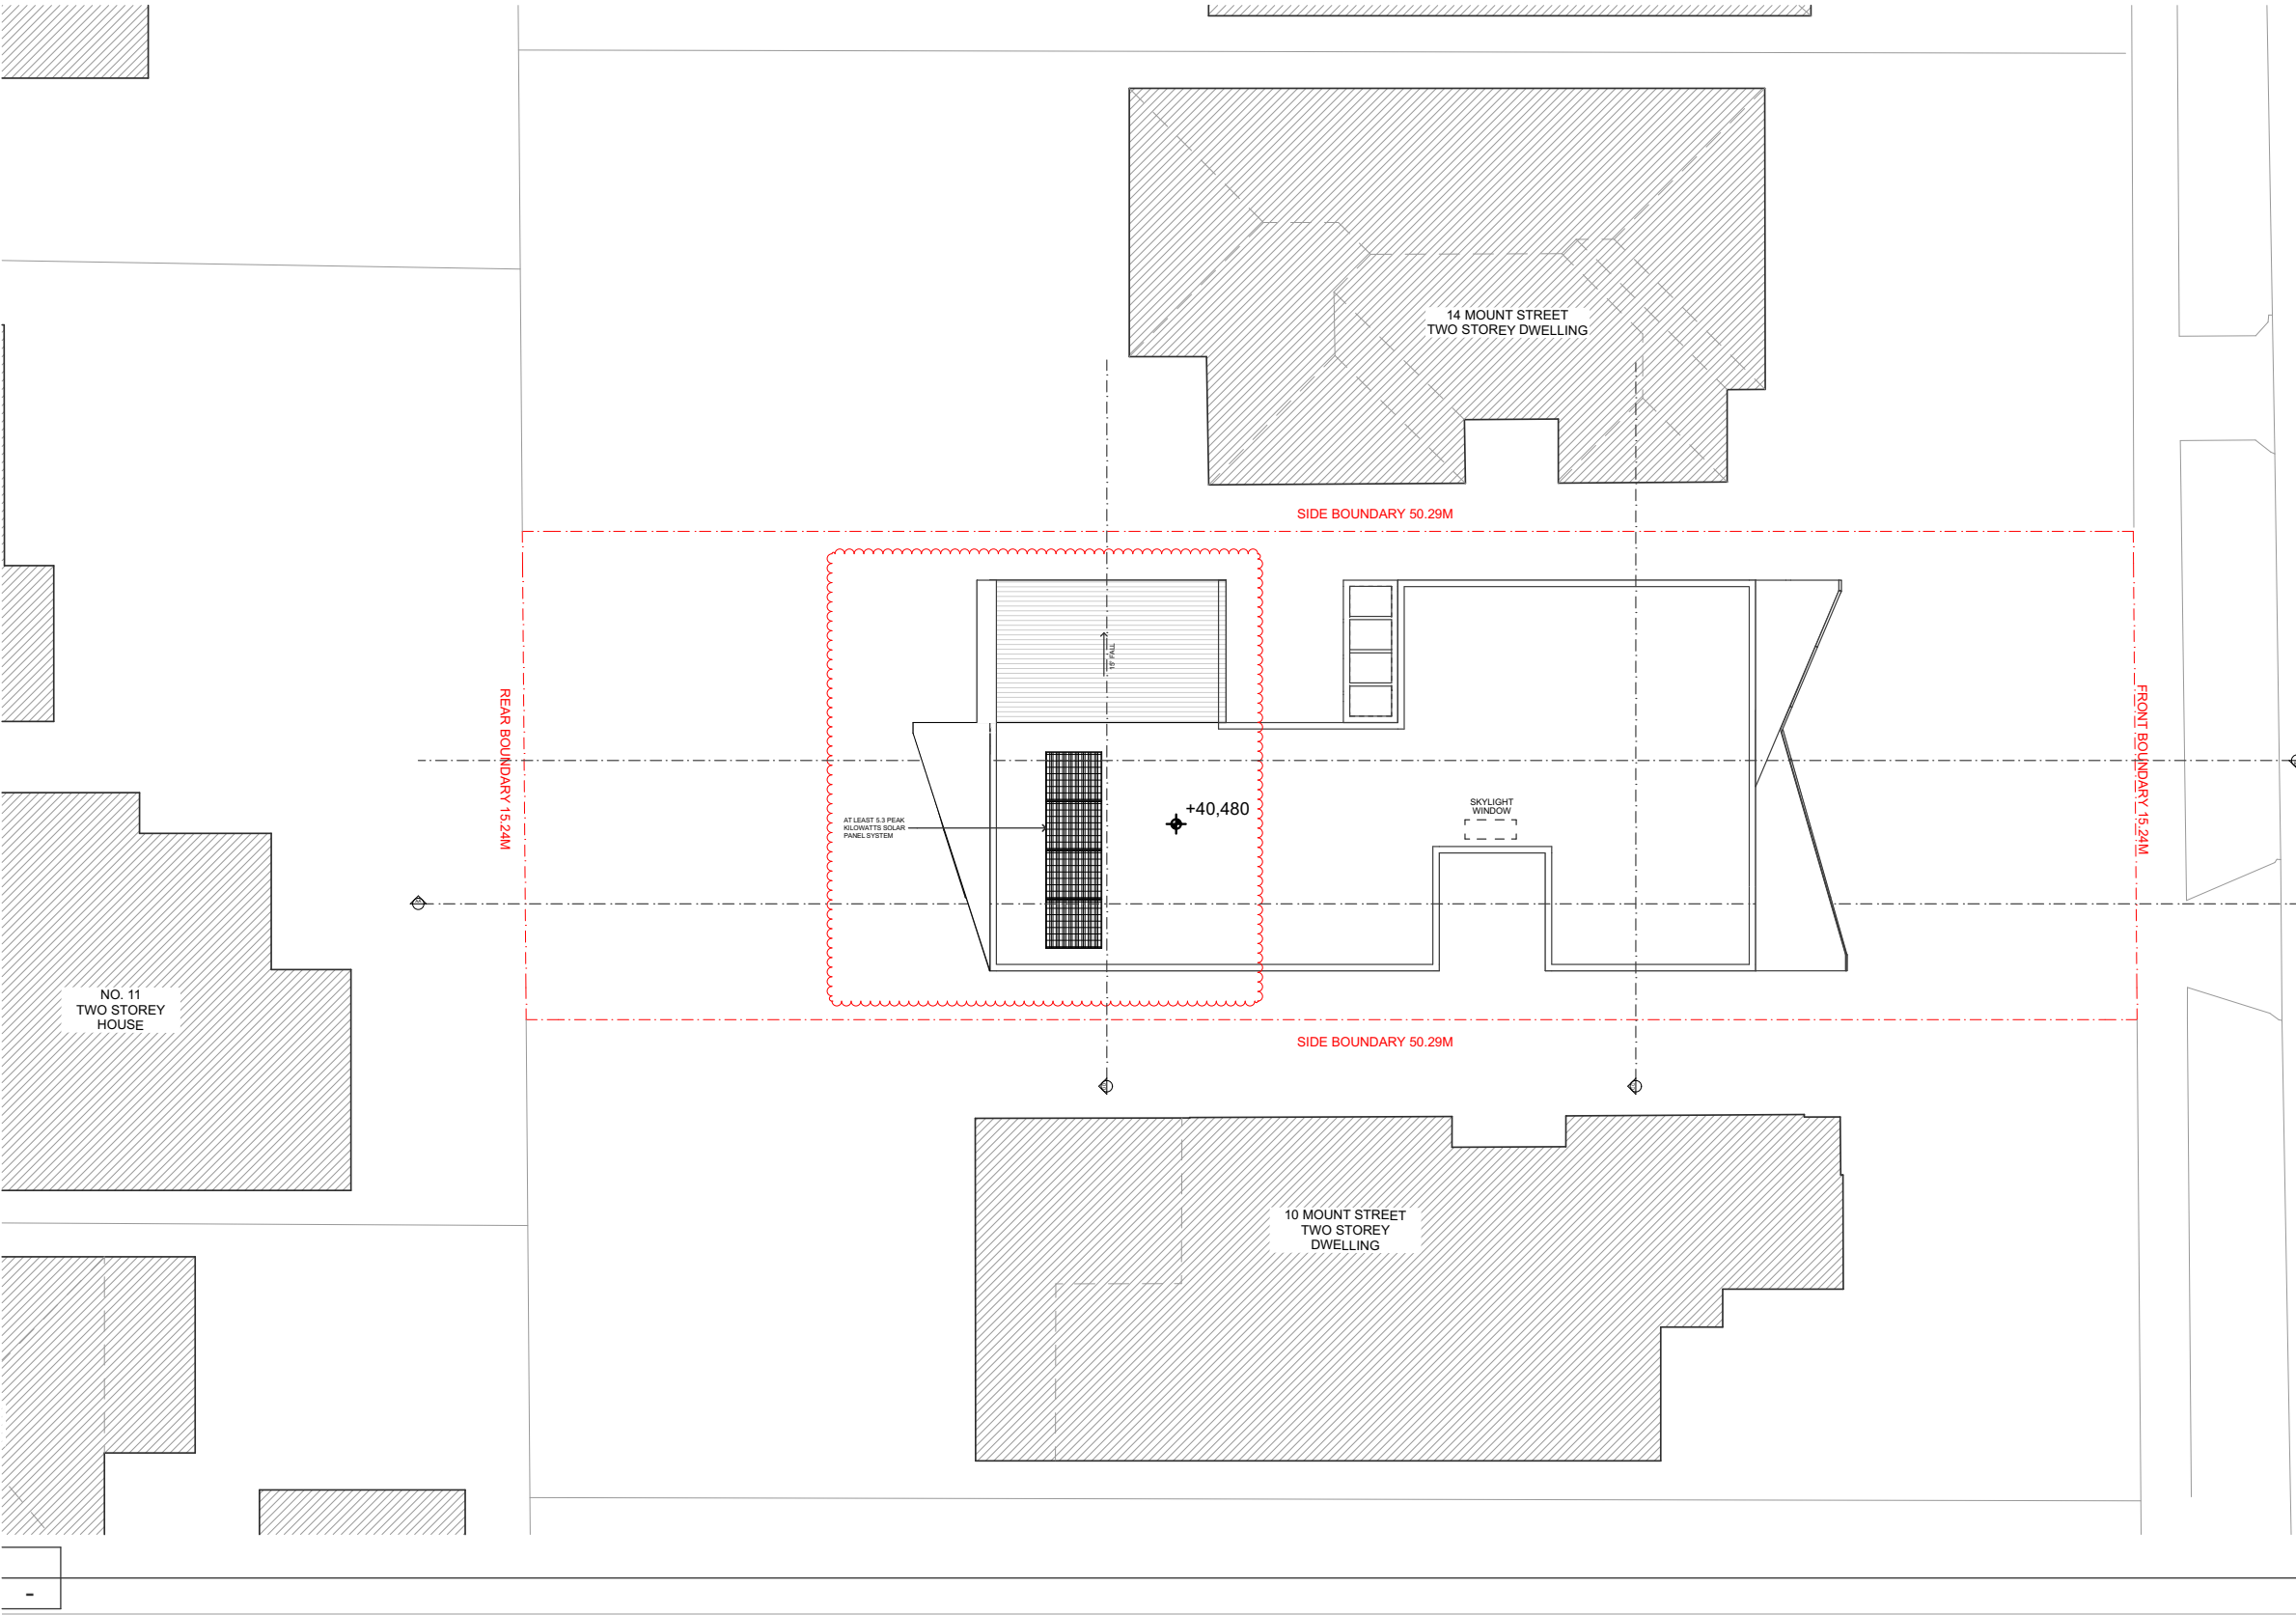 14 MOUNT STREET
TWO STOREY DWELLING
SIDE BOUNDARY 50.29M
15° FALL
REAR BOUNDARY 15.24M
FRONT BOUNDARY 15.24M
+40,480
SKYLIGHT
WINDOW
AT LEAST 5.3 PEAK
KILOWATTS SOLAR
PANEL SYSTEM
NO. 11
TWO STOREY
HOUSE
SIDE BOUNDARY 50.29M
10 MOUNT STREET
TWO STOREY
DWELLING
-